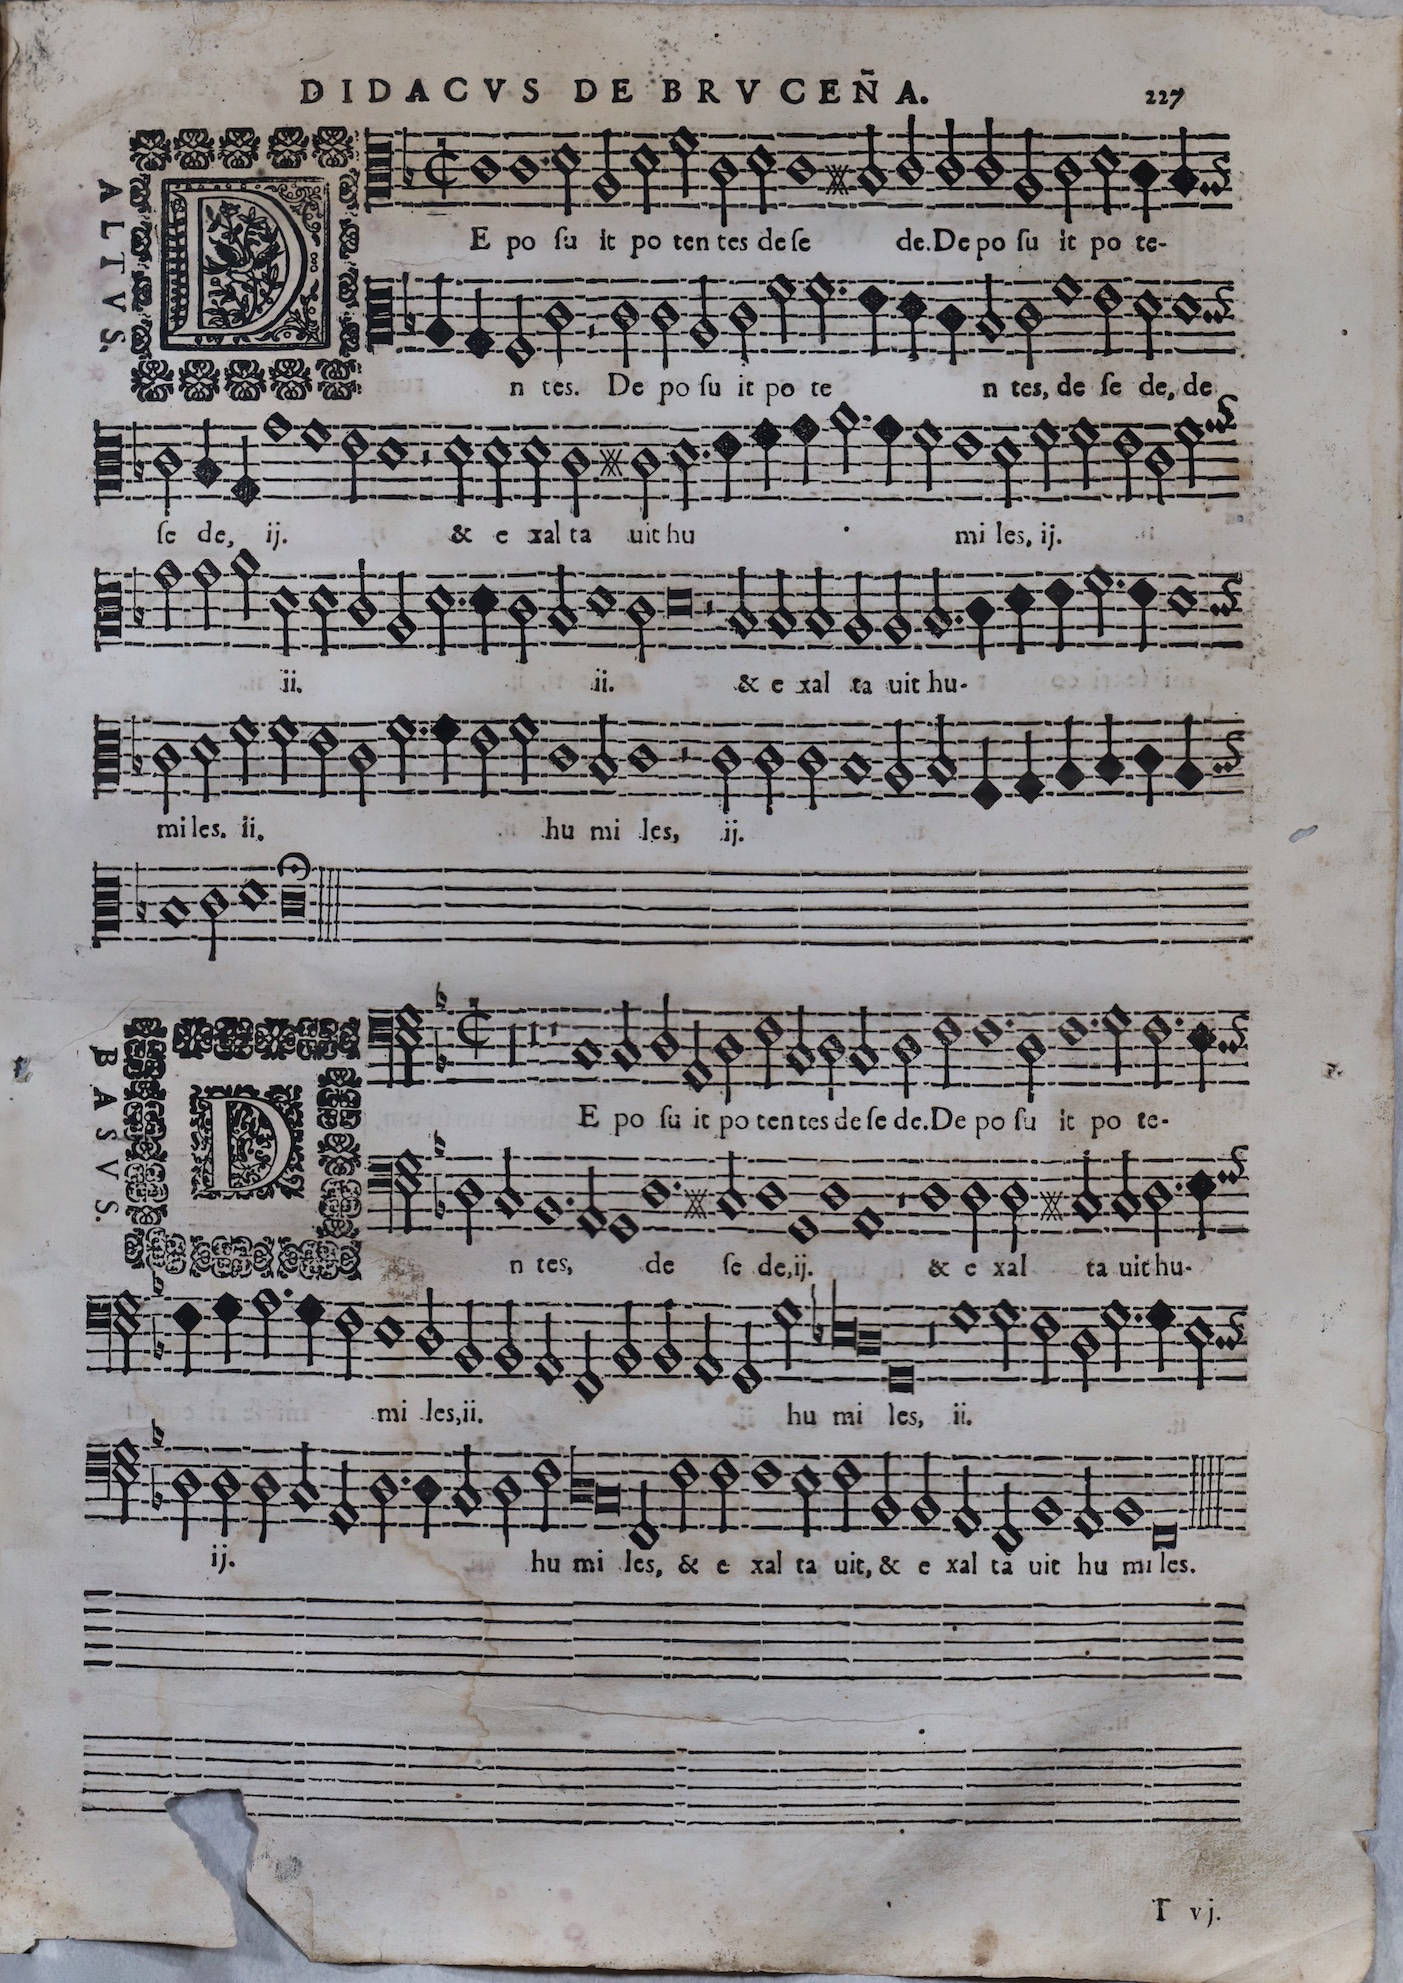 DIDACVS DE BRVCEÑA. 227
ALTVS.
DE po ſu it po ten tes de ſe de. De po ſu it po te-
n tes. De po ſu it po te n tes, de ſe de, de
ſe de, ij. & e xal ta uit hu mi les, ij.
ii. ii. & e xal ta uit hu-
mi les. ii. hu mi les, ij.
BASVS.
DE po ſu it po ten tes de ſe de. De po ſu it po te-
n tes, de ſe de, ij. & e xal ta uit hu-
mi les, ii. hu mi les, ii.
ij. hu mi les, & e xal ta uit, & e xal ta uit hu mi les.
T vj.